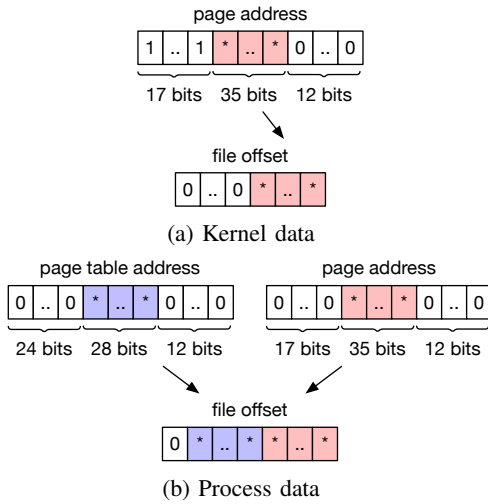 page address
1 .. 1 * .. * 0 .. 0
17 bits 35 bits 12 bits
file offset
0 .. 0 * .. *
(a) Kernel data
page table address page address
0 .. 0 * .. * 0 .. 0 0 .. 0 * .. * 0 .. 0
24 bits 28 bits 12 bits 17 bits 35 bits 12 bits
file offset
0 * .. * * .. *
(b) Process data